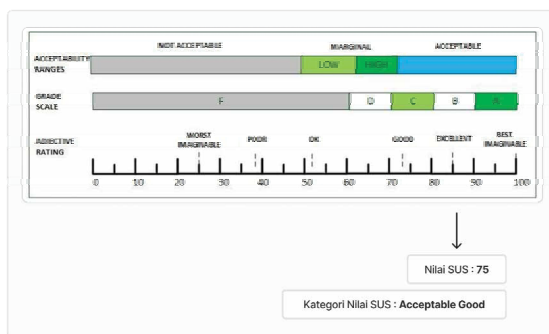 NOT ACCEPTABLE MARGINAL ACCEPTABLE
ACCEPTABILITY RANGES
LOW HIGH
GRADE SCALE
F D C B A
ADJECTIVE RATING
WORST IMAGINABLE POOR OK GOOD EXCELLENT BEST IMAGINABLE
0 10 20 30 40 50 60 70 80 90 100
Nilai SUS : 75
Kategori Nilai SUS : Acceptable Good